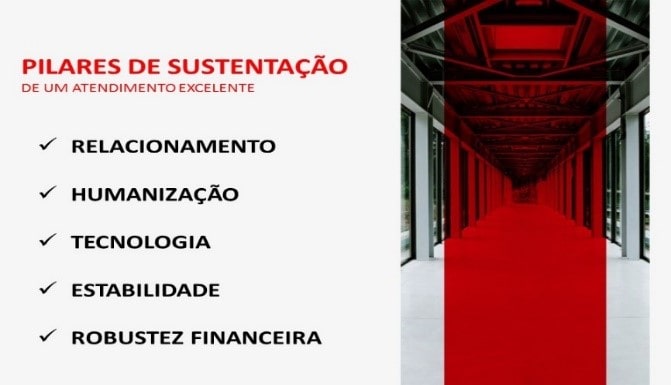 PILARES DE SUSTENTAÇÃO
DE UM ATENDIMENTO EXCELENTE
✓ RELACIONAMENTO
✓ HUMANIZAÇÃO
✓ TECNOLOGIA
✓ ESTABILIDADE
✓ ROBUSTEZ FINANCEIRA